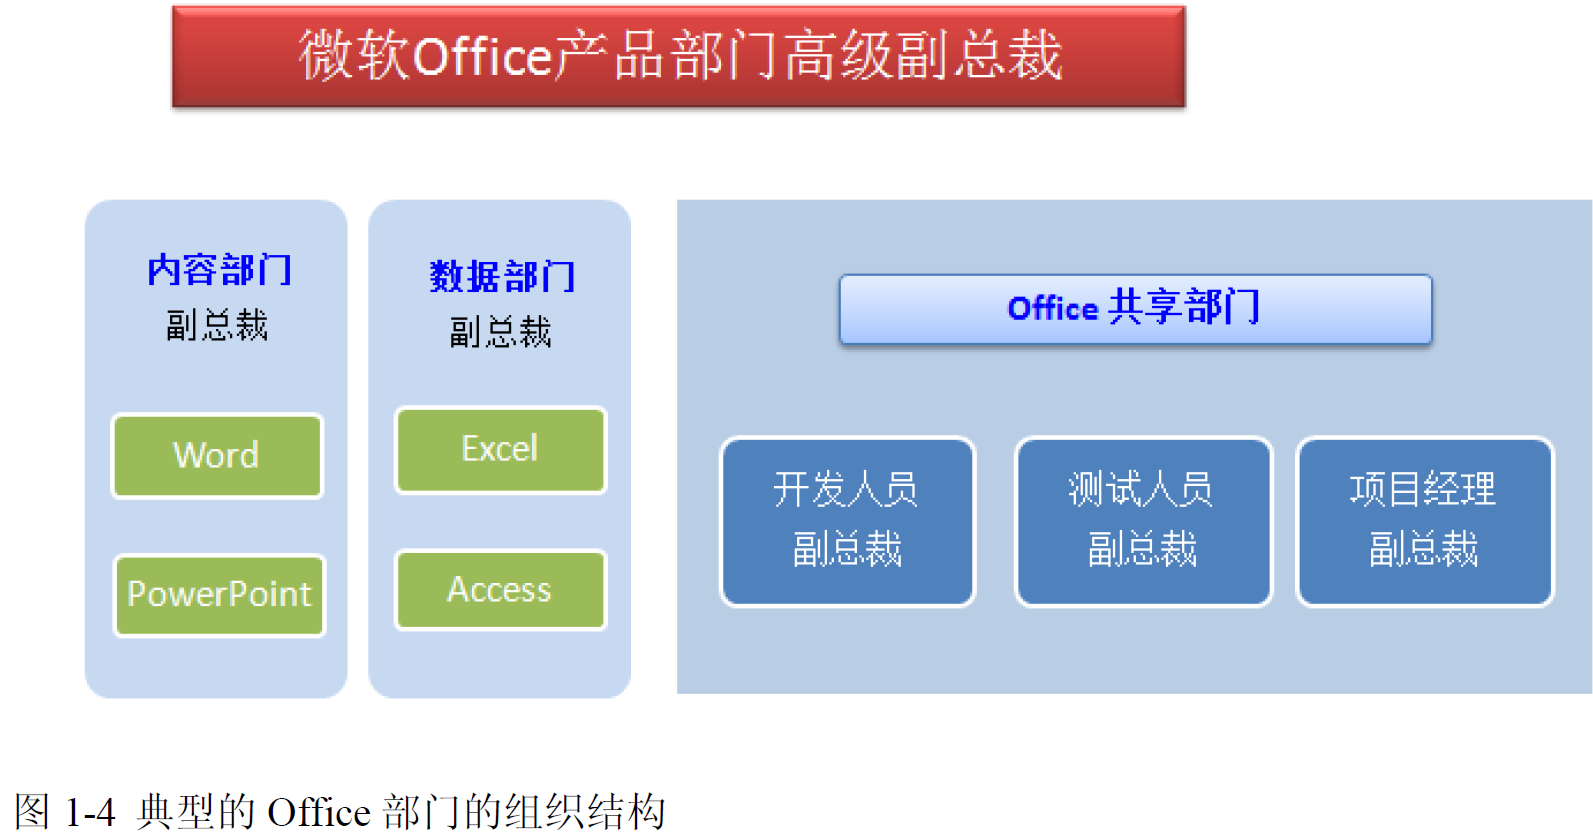 微软Office产品部门高级副总裁
内容部门
副总裁
Word
PowerPoint
数据部门
副总裁
Excel
Access
Office 共享部门
开发人员
副总裁
测试人员
副总裁
项目经理
副总裁
图 1-4 典型的 Office 部门的组织结构